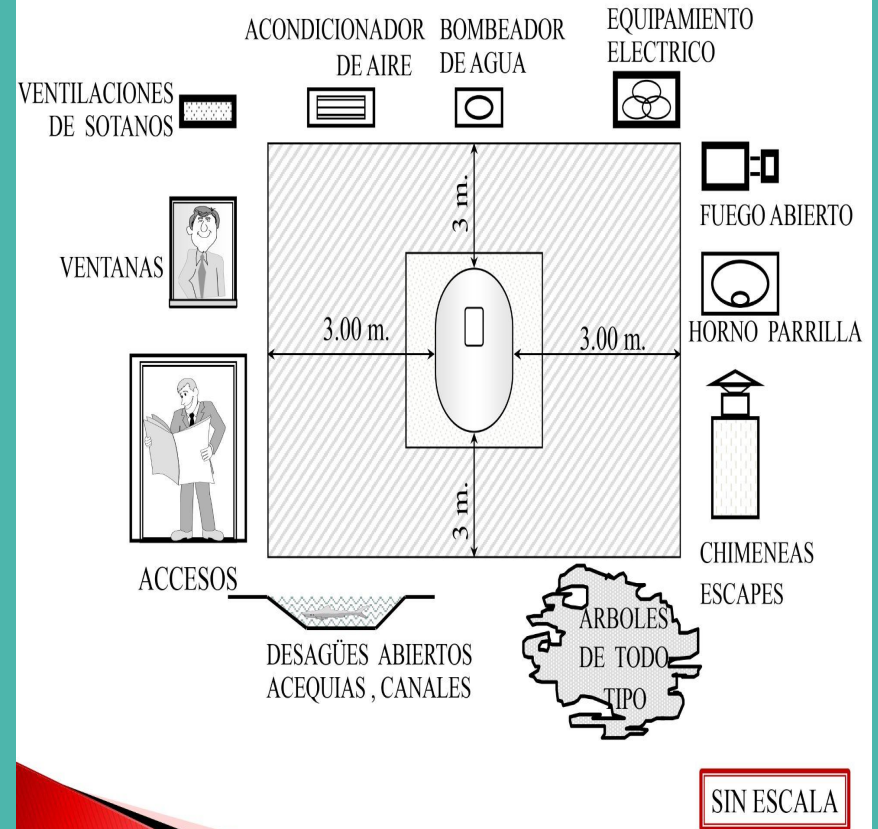 ACONDICIONADOR
DE AIRE
BOMBEADOR
DE AGUA
EQUIPAMIENTO
ELECTRICO
VENTILACIONES
DE SOTANOS
VENTANAS
ACCESOS
3 m.
3.00 m.
3.00 m.
3 m.
FUEGO ABIERTO
HORNO PARRILLA
CHIMENEAS
ESCAPES
DESAGÜES ABIERTOS
ACEQUIAS , CANALES
ARBOLES
DE TODO
TIPO
SIN ESCALA